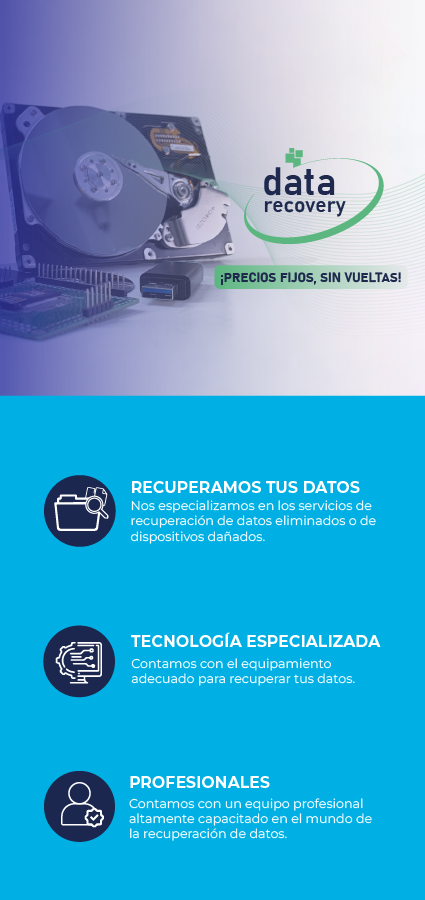 data
recovery
¡PRECIOS FIJOS, SIN VUELTAS!
RECUPERAMOS TUS DATOS
Nos especializamos en los servicios de
recuperación de datos eliminados o de
dispositivos dañados.
TECNOLOGÍA ESPECIALIZADA
Contamos con el equipamiento
adecuado para recuperar tus datos.
PROFESIONALES
Contamos con un equipo profesional
altamente capacitado en el mundo de
la recuperación de datos.